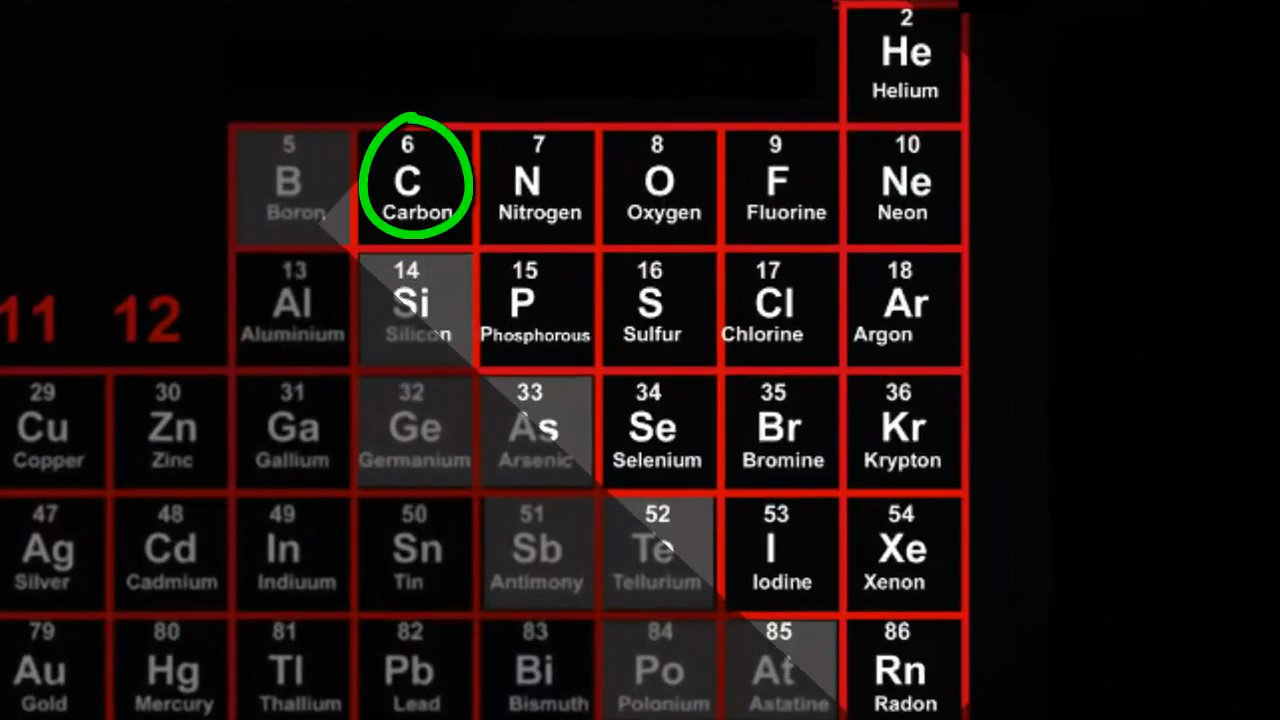 2
He
Helium
5 6 7 8 9 10
B C N O F Ne
Boron Carbon Nitrogen Oxygen Fluorine Neon
13 14 15 16 17 18
11 12 Al Si P S Cl Ar
Aluminium Silicon Phosphorous Sulfur Chlorine Argon
29 30 31 32 33 34 35 36
Cu Zn Ga Ge As Se Br Kr
Copper Zinc Gallium Germanium Arsenic Selenium Bromine Krypton
47 48 49 50 51 52 53 54
Ag Cd In Sn Sb Te I Xe
Silver Cadmium Indiuum Tin Antimony Tellurium Iodine Xenon
79 80 81 82 83 84 85 86
Au Hg Tl Pb Bi Po At Rn
Gold Mercury Thallium Lead Bismuth Polonium Astatine Radon